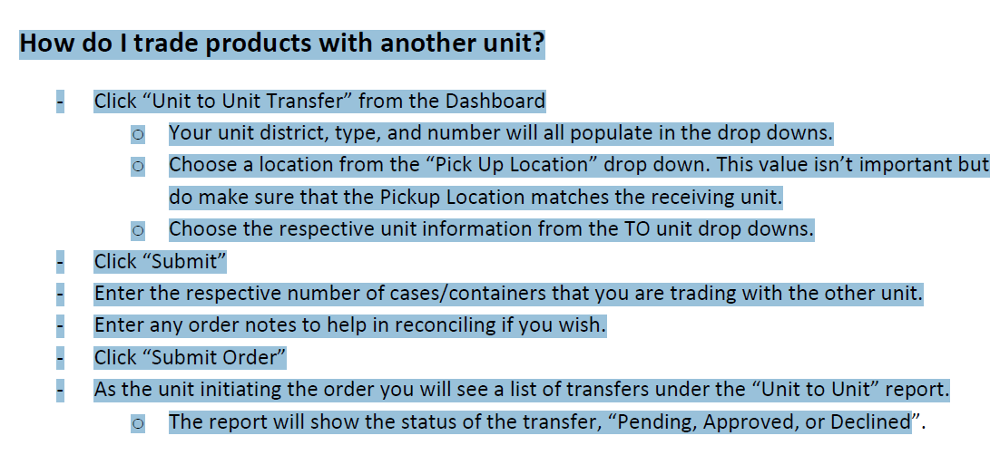 How do I trade products with another unit?
- Click “Unit to Unit Transfer” from the Dashboard
o Your unit district, type, and number will all populate in the drop downs.
o Choose a location from the “Pick Up Location” drop down. This value isn’t important but
do make sure that the Pickup Location matches the receiving unit.
o Choose the respective unit information from the TO unit drop downs.
- Click “Submit”
- Enter the respective number of cases/containers that you are trading with the other unit.
- Enter any order notes to help in reconciling if you wish.
- Click “Submit Order”
- As the unit initiating the order you will see a list of transfers under the “Unit to Unit” report.
o The report will show the status of the transfer, “Pending, Approved, or Declined”.